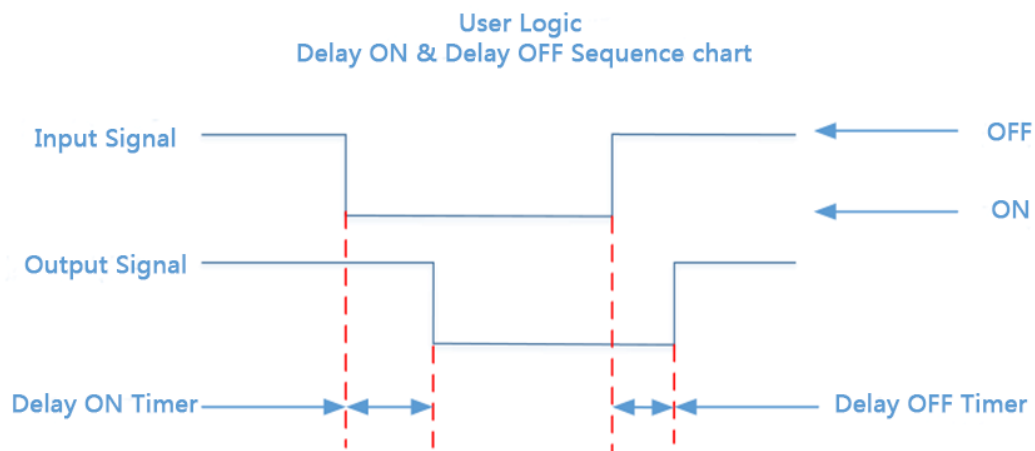 User Logic
Delay ON & Delay OFF Sequence chart
Input Signal
OFF
ON
Output Signal
Delay ON Timer
Delay OFF Timer